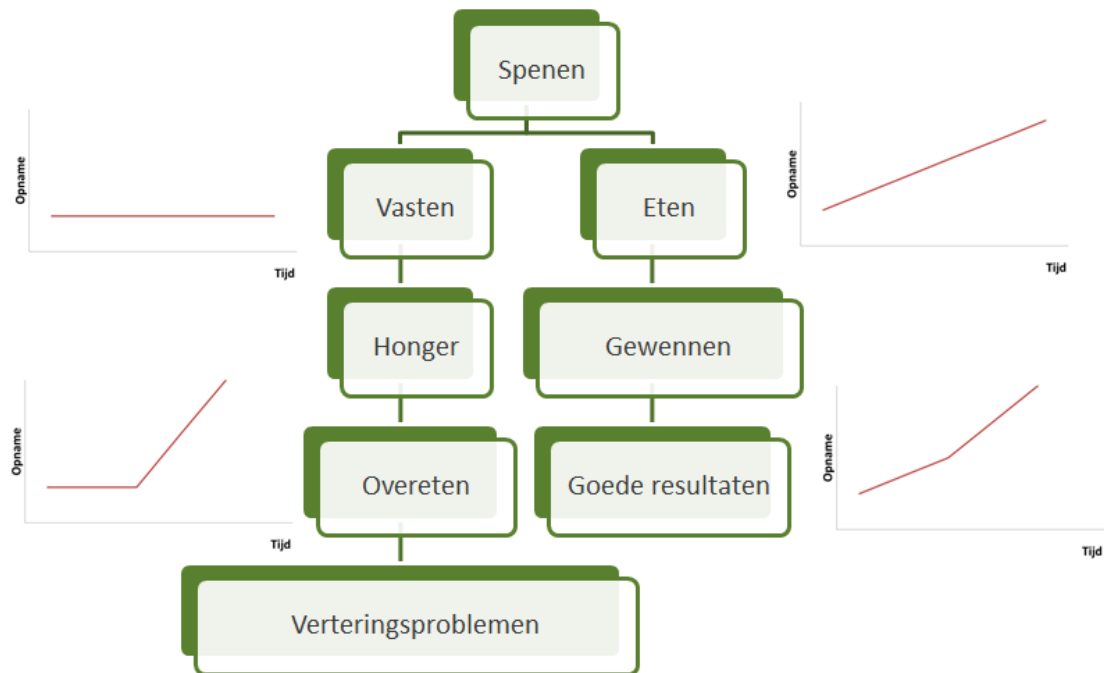 Spenen
Vasten
Eten
Honger
Gewennen
Overeten
Goede resultaten
Verteringsproblemen
Opname
Tijd
Opname
Tijd
Opname
Tijd
Opname
Tijd